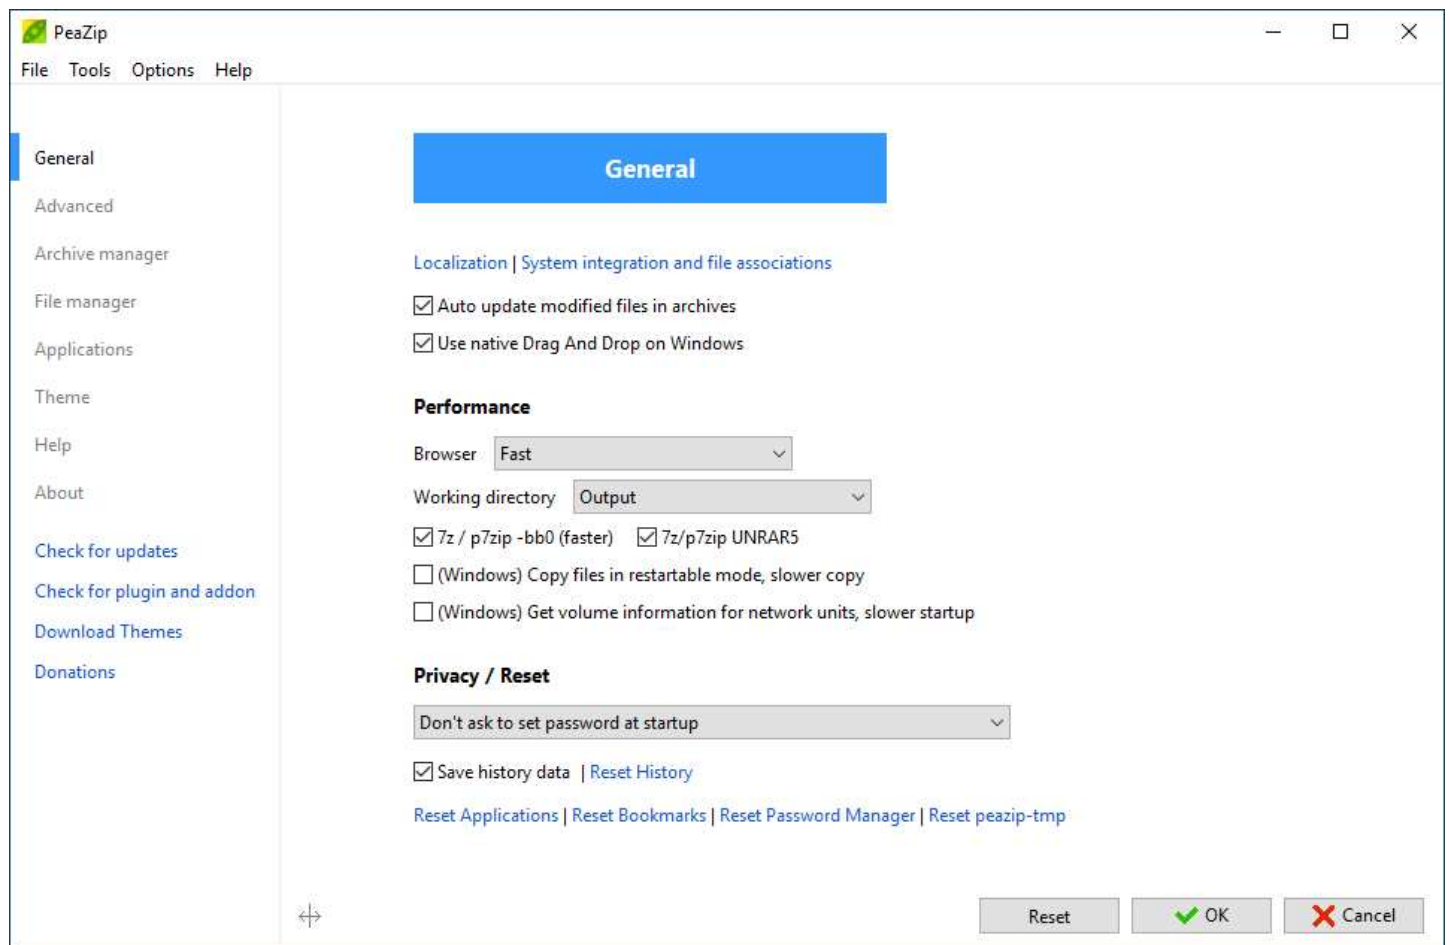 PeaZip
File Tools Options Help
General
Advanced
Archive manager
File manager
Applications
Theme
Help
About
Check for updates
Check for plugin and addon
Download Themes
Donations
General
Localization | System integration and file associations
Auto update modified files in archives
Use native Drag And Drop on Windows
Performance
Browser Fast
Working directory Output
7z / p7zip -bb0 (faster) 7z/p7zip UNRAR5
(Windows) Copy files in restartable mode, slower copy
(Windows) Get volume information for network units, slower startup
Privacy / Reset
Don't ask to set password at startup
Save history data | Reset History
Reset Applications | Reset Bookmarks | Reset Password Manager | Reset peazip-tmp
Reset OK Cancel